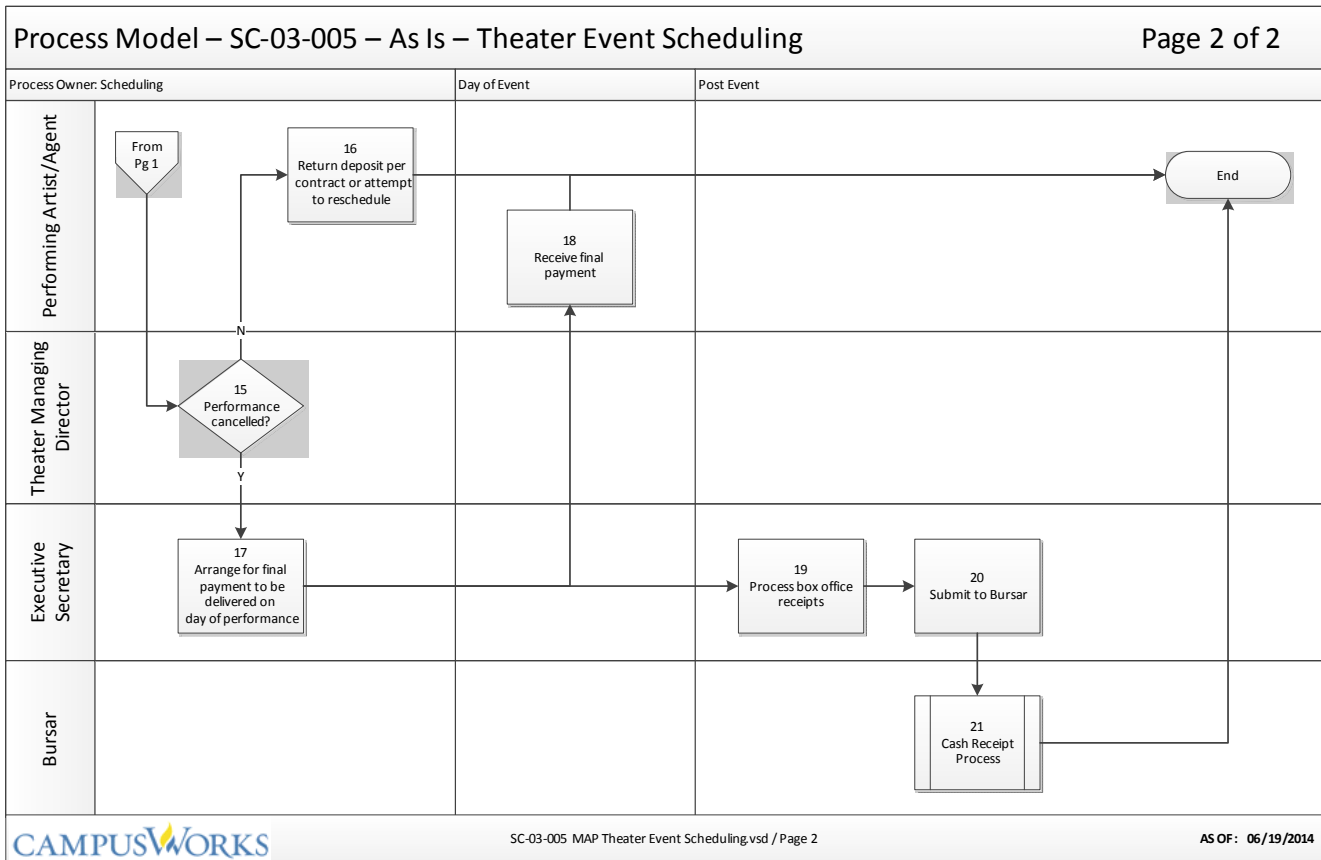 Process Model – SC-03-005 – As Is – Theater Event Scheduling
Page 2 of 2
Process Owner: Scheduling
Day of Event
Post Event
Performing Artist/Agent
From
Pg 1
16
Return deposit per
contract or attempt
to reschedule
18
Receive final
payment
End
N
Theater Managing
Director
15
Performance
cancelled?
Y
Executive
Secretary
17
Arrange for final
payment to be
delivered on
day of performance
19
Process box office
receipts
20
Submit to Bursar
Bursar
21
Cash Receipt
Process
CAMPUSWORKS
SC-03-005 MAP Theater Event Scheduling.vsd / Page 2
AS OF: 06/19/2014